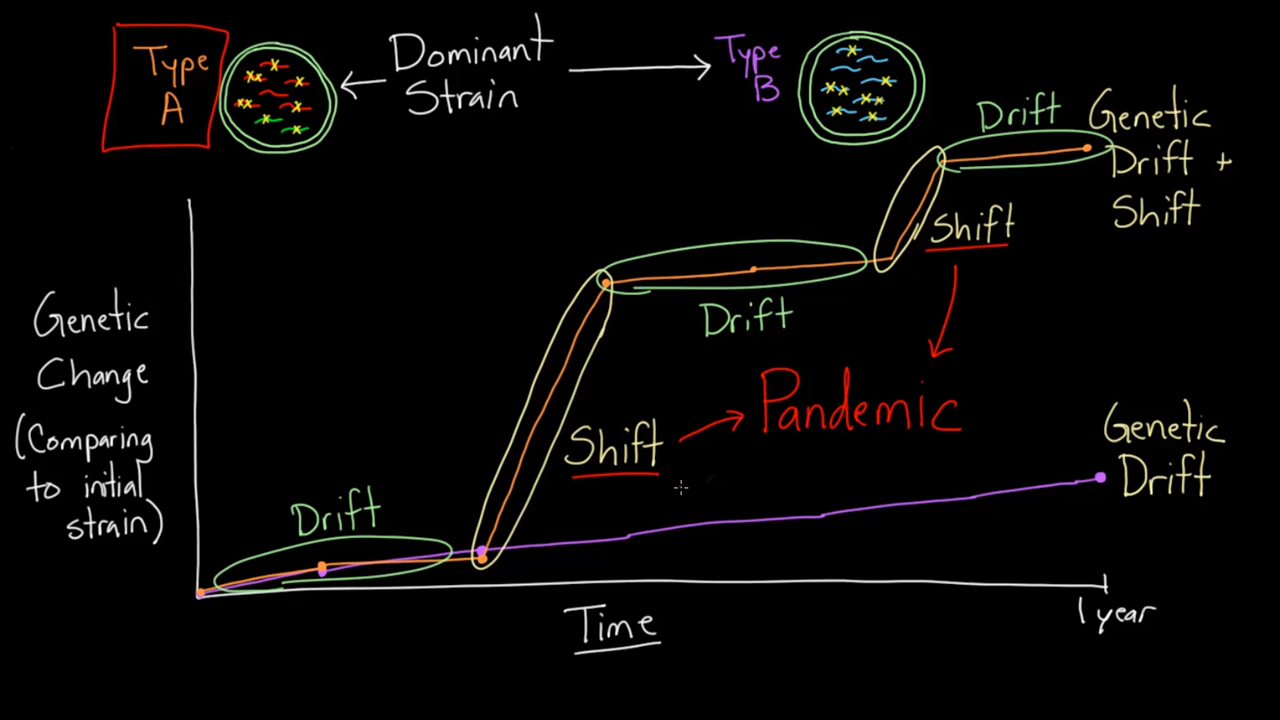 Type
A
Dominant
Strain
Type
B
Drift
Genetic
Drift +
Shift
Shift
Drift
Genetic
Change
(Comparing
to initial
strain)
Pandemic
Shift
Genetic
Drift
Drift
Time
1 year